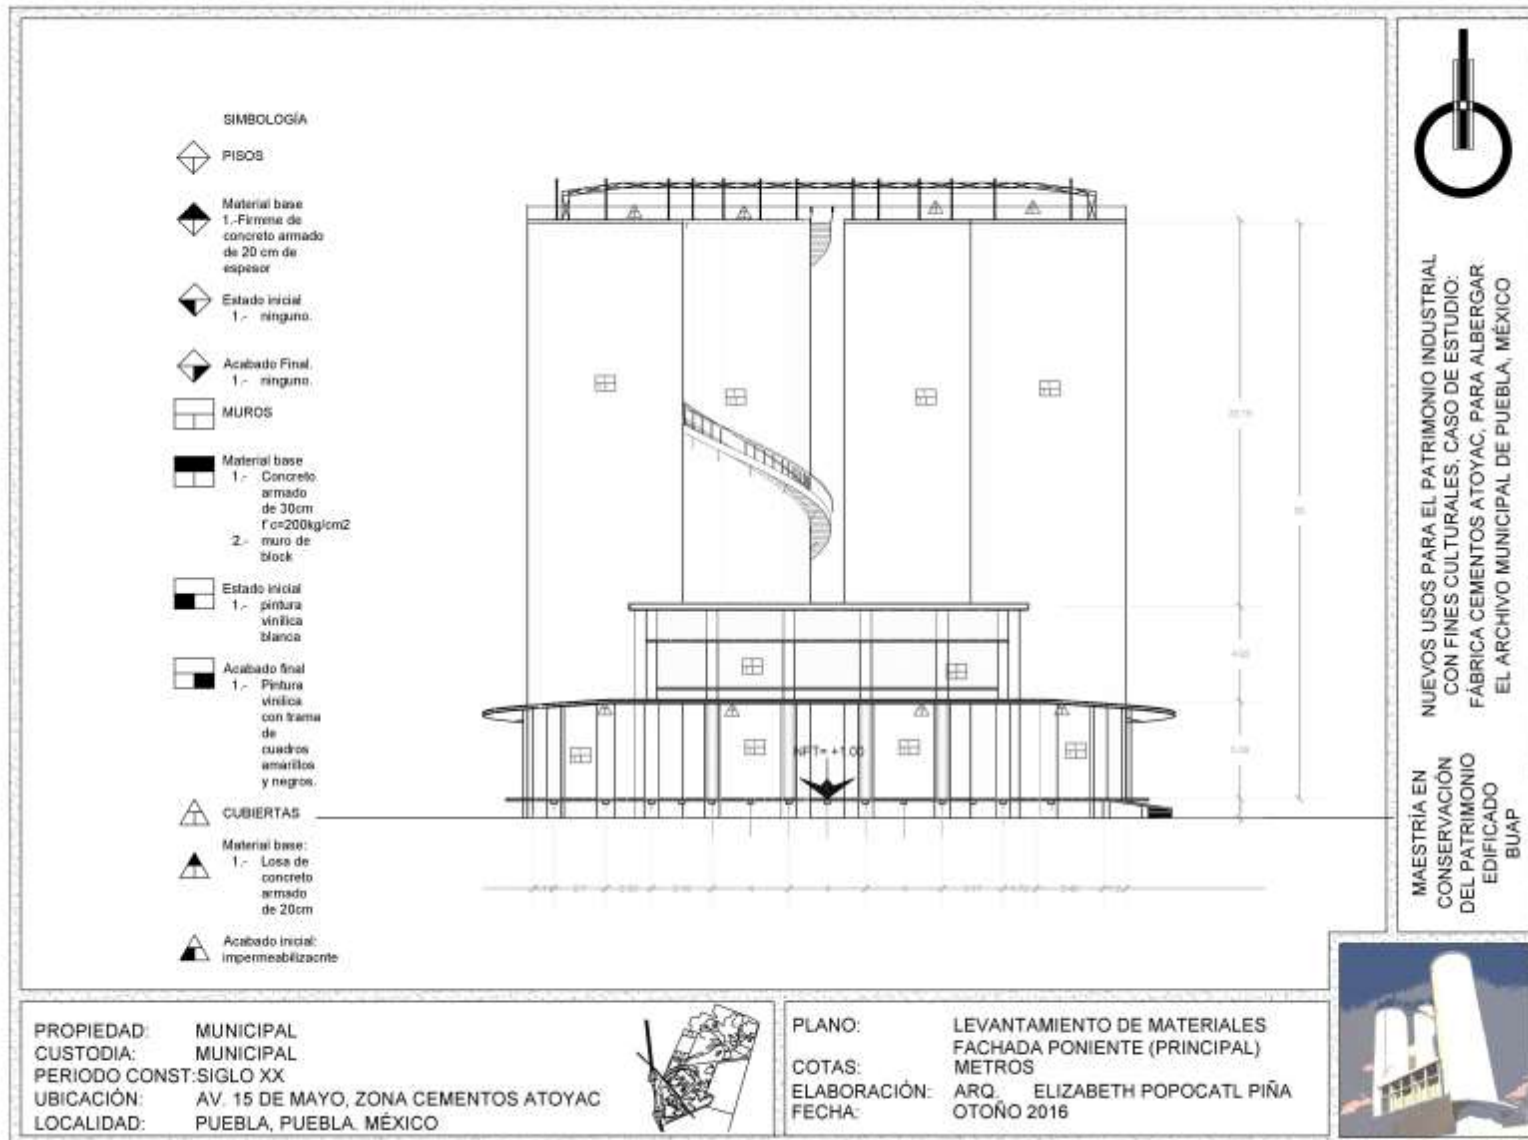 SIMBOLOGÍA
PISOS
Material base
1.-Firmme de
concreto armado
de 20 cm de
espesor
Estado inicial
1.- ninguno.
Acabado Final.
1.- ninguno.
MUROS
Material base
1.- Concreto
armado
de 30cm
f'c=200kg/cm2
2.- muro de
block
Estado inicial
1.- pintura
vinílica
blanca
Acabado final
1.- Pintura
vinílica
con trama
de
cuadros
amarillos
y negros.
CUBIERTAS
Material base:
1.- Losa de
concreto
armado
de 20cm
Acabado inicial:
impermeabilizacnte
NPT= +1.00
NUEVOS USOS PARA EL PATRIMONIO INDUSTRIAL
CON FINES CULTURALES, CASO DE ESTUDIO:
FÁBRICA CEMENTOS ATOYAC, PARA ALBERGAR
EL ARCHIVO MUNICIPAL DE PUEBLA, MÉXICO
MAESTRÍA EN
CONSERVACIÓN
DEL PATRIMONIO
EDIFICADO
BUAP
PROPIEDAD: MUNICIPAL
CUSTODIA: MUNICIPAL
PERIODO CONST:SIGLO XX
UBICACIÓN: AV. 15 DE MAYO, ZONA CEMENTOS ATOYAC
LOCALIDAD: PUEBLA, PUEBLA. MÉXICO
PLANO: LEVANTAMIENTO DE MATERIALES
FACHADA PONIENTE (PRINCIPAL)
COTAS: METROS
ELABORACIÓN: ARQ. ELIZABETH POPOCATL PIÑA
FECHA: OTOÑO 2016